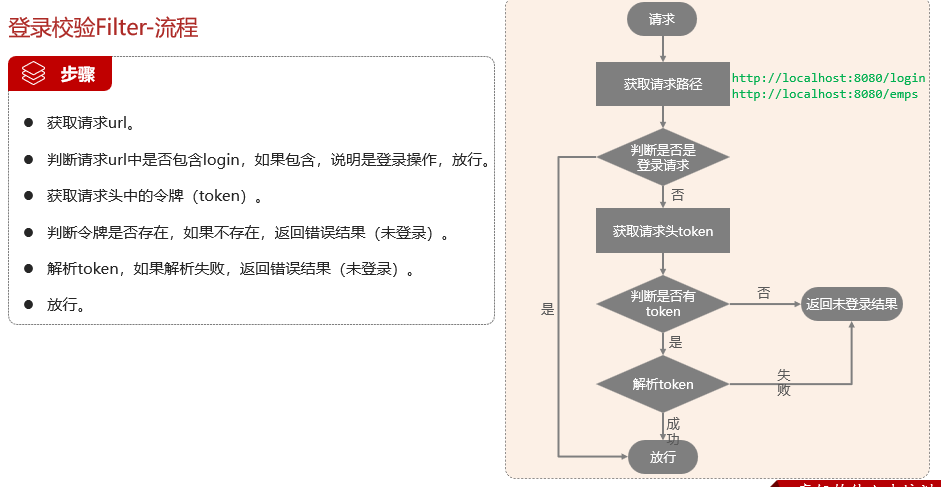 登录校验Filter-流程
步骤
获取请求url。
判断请求url中是否包含login，如果包含，说明是登录操作，放行。
获取请求头中的令牌（token）。
判断令牌是否存在，如果不存在，返回错误结果（未登录）。
解析token，如果解析失败，返回错误结果（未登录）。
放行。
请求
获取请求路径
http://localhost:8080/login
http://localhost:8080/emps
判断是否是
登录请求
否
获取请求头token
是
判断是否有
token
否
返回未登录结果
是
解析token
失
败
成
功
放行